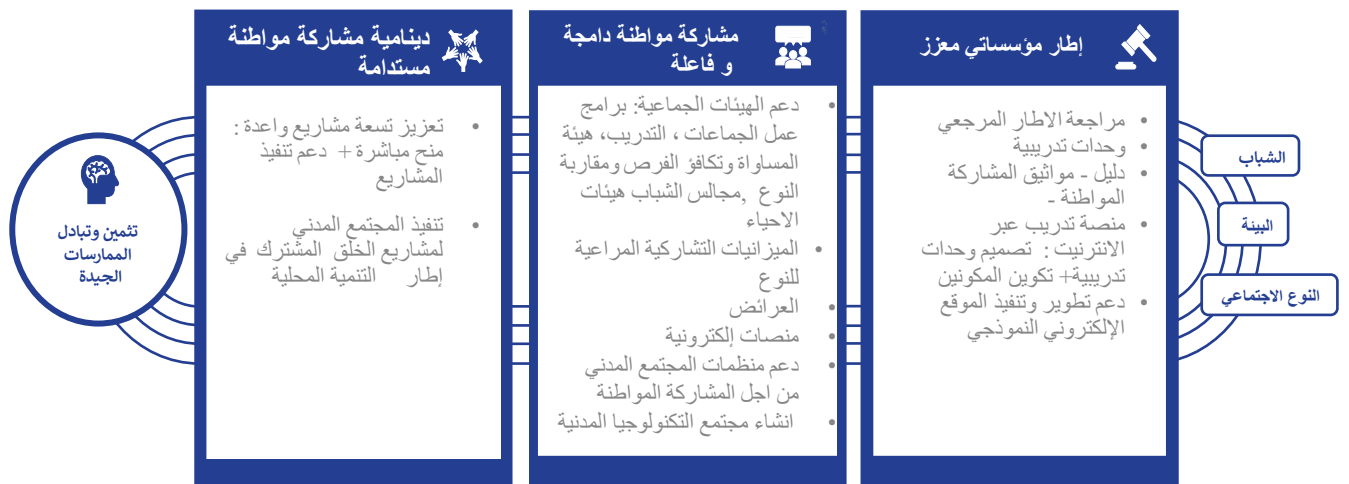 الشباب
البيئة
النوع الاجتماعي
إطار مؤسساتي معزز
• مراجعة الاطار المرجعي
• وحدات تدريبية
• دليل - مواثيق المشاركة
المواطنة -
• منصة تدريب عبر
الانترنيت : تصميم وحدات
تدريبية+ تكوين المكونين
• دعم تطوير وتنفيذ الموقع
الإلكتروني النموذجي
مشاركة مواطنة دامجة
و فاعلة
• دعم الهيئات الجماعية: برامج
عمل الجماعات ، التدريب، هيئة
المساواة وتكافؤ الفرص ومقاربة
النوع ,مجالس الشباب هيئات
الاحياء
• الميزانيات التشاركية المراعية
للنوع
• العرائض
• منصات إلكترونية
• دعم منظمات المجتمع المدني
من اجل المشاركة المواطنة
• انشاء مجتمع التكنولوجيا المدنية
دينامية مشاركة مواطنة
مستدامة
• تعزيز تسعة مشاريع واعدة :
منح مباشرة + دعم تنفيذ
المشاريع
• تنفيذ المجتمع المدني
لمشاريع الخلق المشترك في
إطار التنمية المحلية
تثمين وتبادل
الممارسات
الجيدة